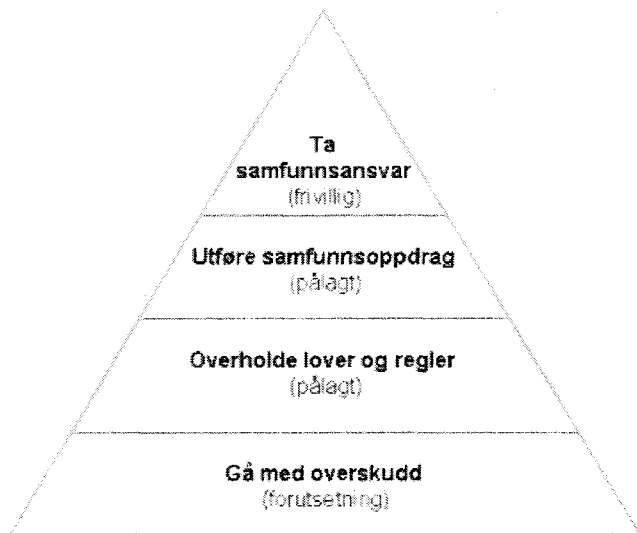 Ta
samfunnsansvar
(frivillig)
Utføre samfunnsoppdrag
(pålagt)
Overholde lover og regler
(pålagt)
Gå med overskudd
(forutsetning)